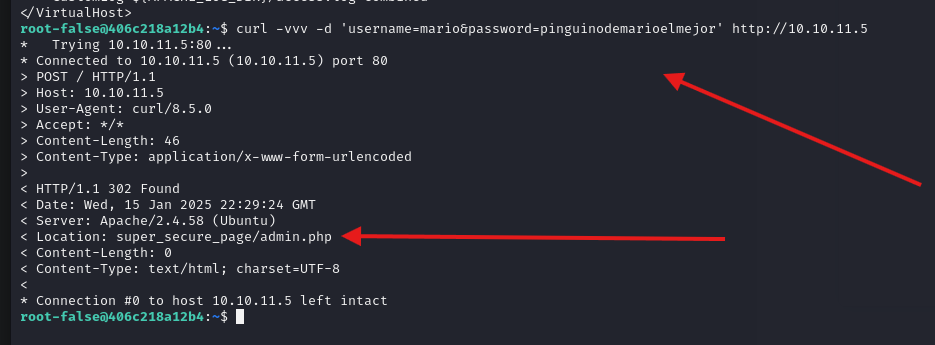 </VirtualHost>
root-false@406c218a12b4:~$ curl -vvv -d 'username=mario&password=pinguinodemarioelmejor' http://10.10.11.5
*   Trying 10.10.11.5:80...
* Connected to 10.10.11.5 (10.10.11.5) port 80
> POST / HTTP/1.1
> Host: 10.10.11.5
> User-Agent: curl/8.5.0
> Accept: */*
> Content-Length: 46
> Content-Type: application/x-www-form-urlencoded
>
< HTTP/1.1 302 Found
< Date: Wed, 15 Jan 2025 22:29:24 GMT
< Server: Apache/2.4.58 (Ubuntu)
< Location: super_secure_page/admin.php
< Content-Length: 0
< Content-Type: text/html; charset=UTF-8
<
* Connection #0 to host 10.10.11.5 left intact
root-false@406c218a12b4:~$